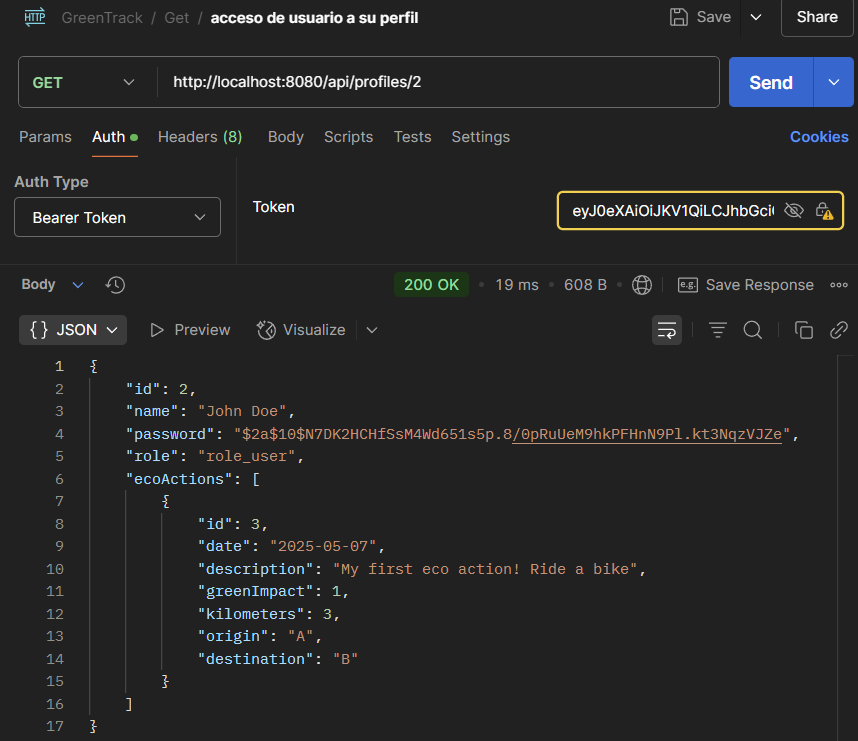 HTTP GreenTrack / Get / acceso de usuario a su perfil Save Share
GET http://localhost:8080/api/profiles/2 Send
Params Auth Headers (8) Body Scripts Tests Settings Cookies
Auth Type
Bearer Token
Token eyJ0eXAiOiJKV1QiLCJhbGci
Body 200 OK • 19 ms • 608 B • e.g. Save Response
{} JSON Preview Visualize
1 {
2 "id": 2,
3 "name": "John Doe",
4 "password": "$2a$10$N7DK2HCHfSsM4Wd651s5p.8/0pRuUeM9hkPFHnN9Pl.kt3NqzVJZe",
5 "role": "role_user",
6 "ecoActions": [
7 {
8 "id": 3,
9 "date": "2025-05-07",
10 "description": "My first eco action! Ride a bike",
11 "greenImpact": 1,
12 "kilometers": 3,
13 "origin": "A",
14 "destination": "B"
15 }
16 ]
17 }